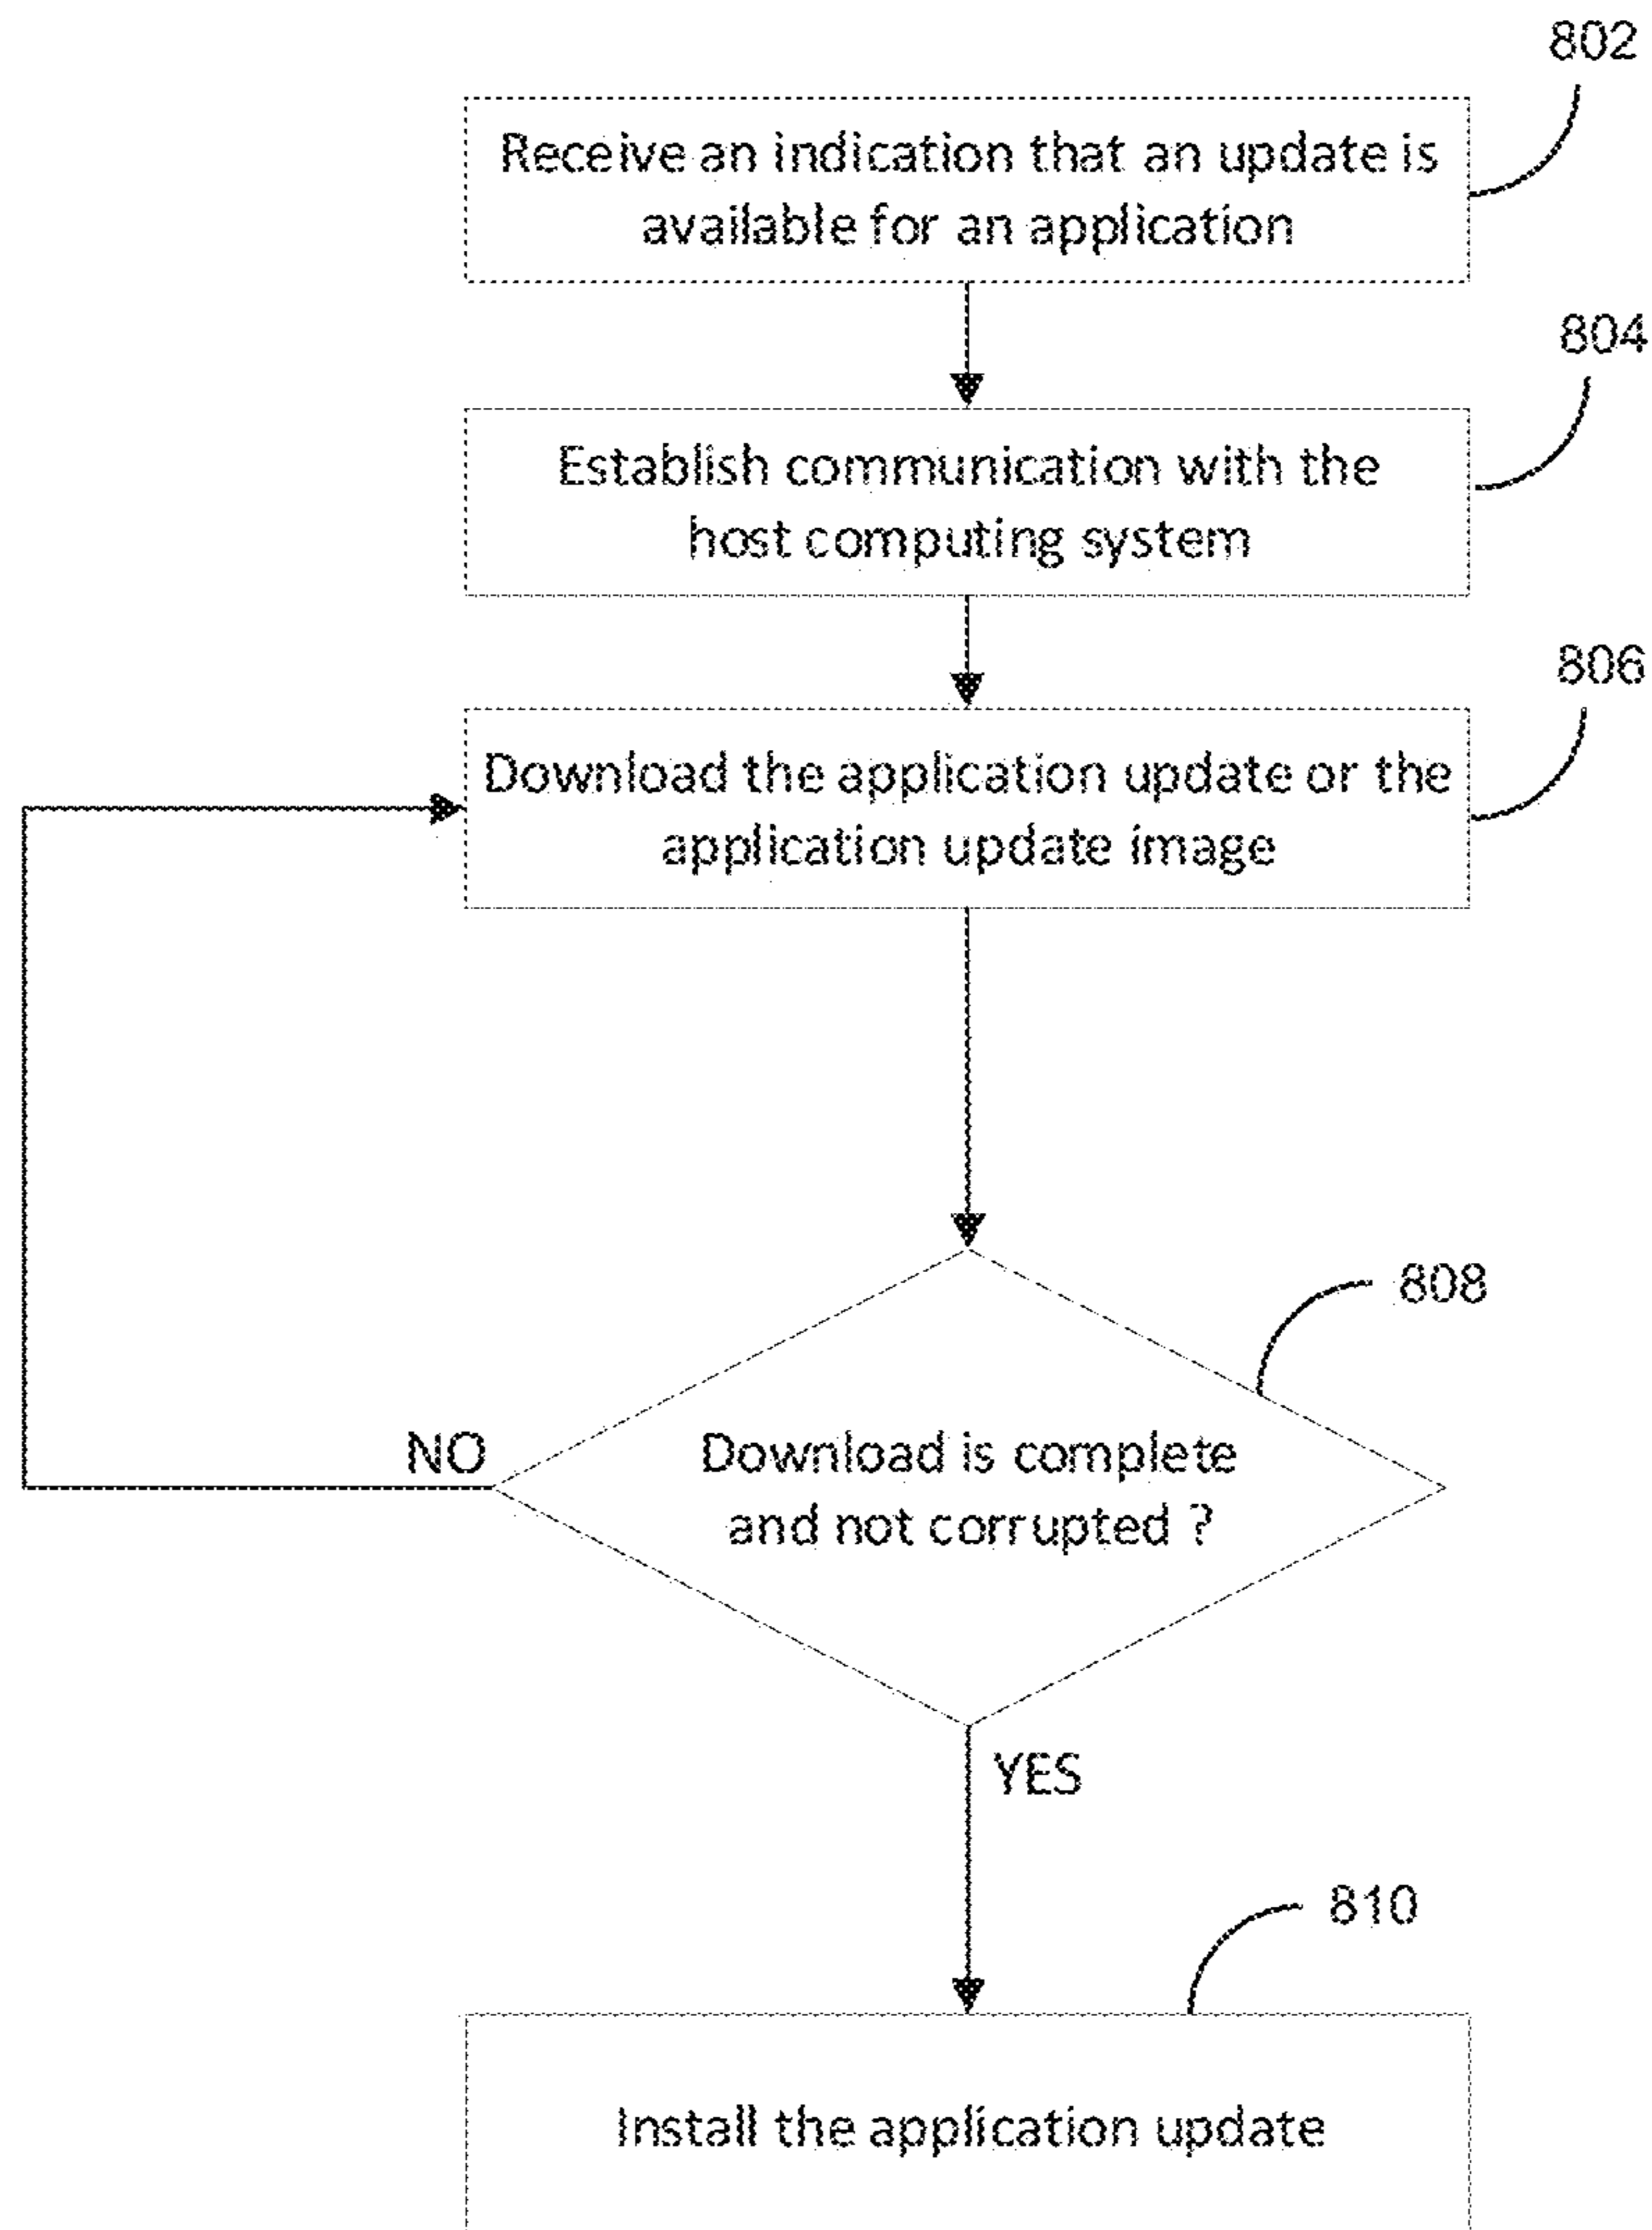 802
Receive an indication that an update is
available for an application
804
Establish communication with the
host computing system
806
Download the application update or the
application update image
808
Download is complete
and not corrupted ?
NO
YES
810
Install the application update